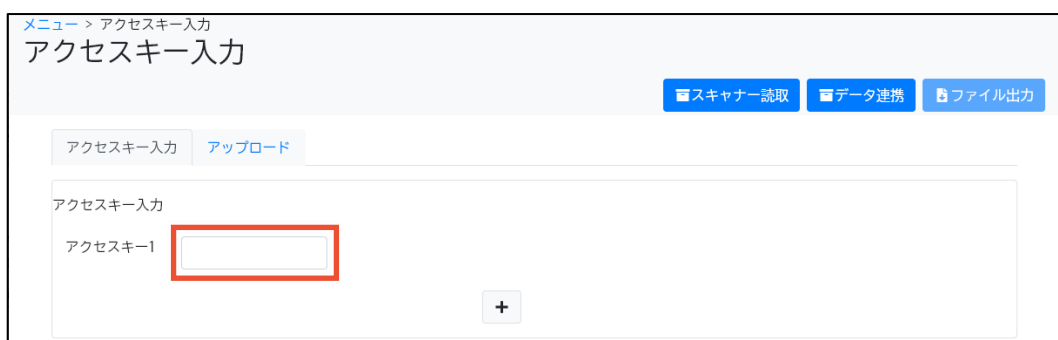 メニュー > アクセスキー入力
アクセスキー入力
スキャナー読取 データ連携 ファイル出力
アクセスキー入力 アップロード
アクセスキー入力
アクセスキー1
+